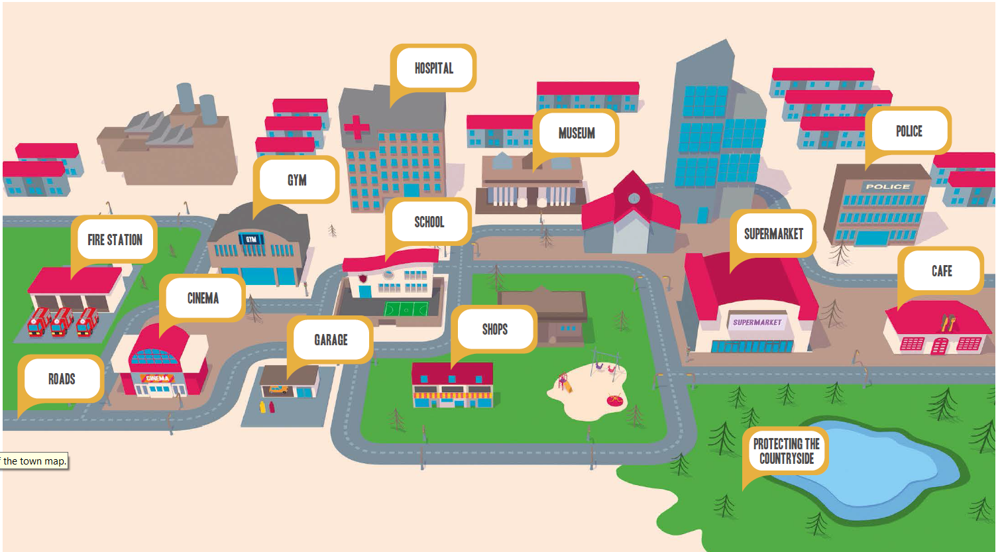 HOSPITAL
MUSEUM
POLICE
GYM
POLICE
SCHOOL
FIRE STATION
GYM
SUPERMARKET
CAFE
CINEMA
SUPERMARKET
SHOPS
GARAGE
ROADS
CINEMA
PROTECTING THE
COUNTRYSIDE
the town map.